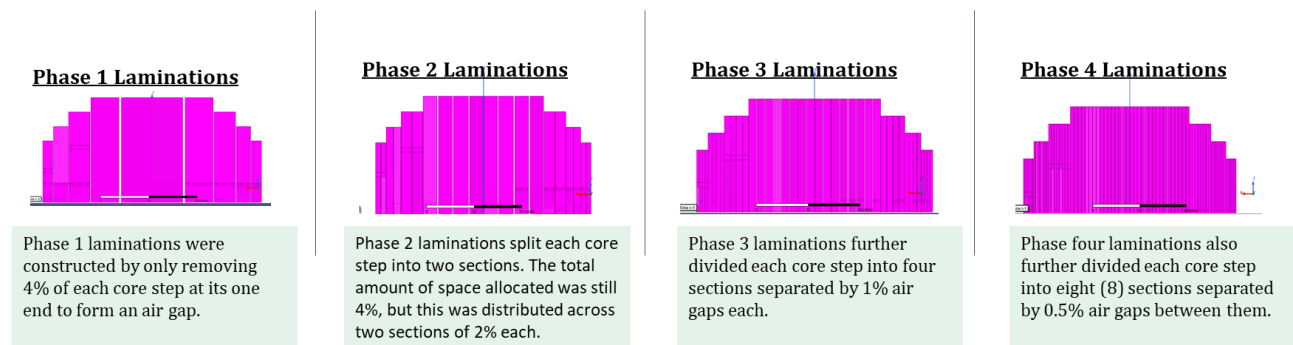 Phase 1 Laminations
Phase 1 laminations were
constructed by only removing
4% of each core step at its one
end to form an air gap.
Phase 2 Laminations
Phase 2 laminations split each core
step into two sections. The total
amount of space allocated was still
4%, but this was distributed across
two sections of 2% each.
Phase 3 Laminations
Phase 3 laminations further
divided each core step into four
sections separated by 1% air
gaps each.
Phase 4 Laminations
Phase four laminations also
further divided each core step
into eight (8) sections separated
by 0.5% air gaps between them.